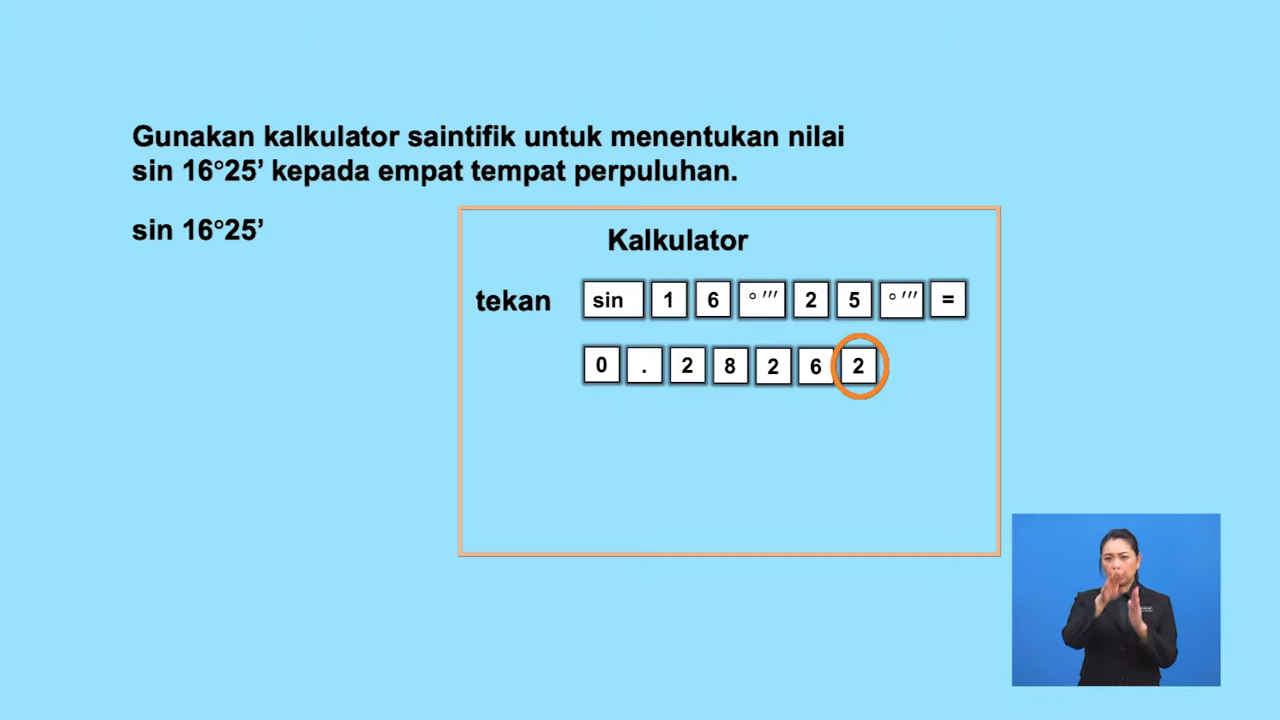 Gunakan kalkulator saintifik untuk menentukan nilai
sin 16°25’ kepada empat tempat perpuluhan.
sin 16°25’
Kalkulator
tekan sin 1 6 ° ′ ″ 2 5 ° ′ ″ =
0 . 2 8 2 6 2